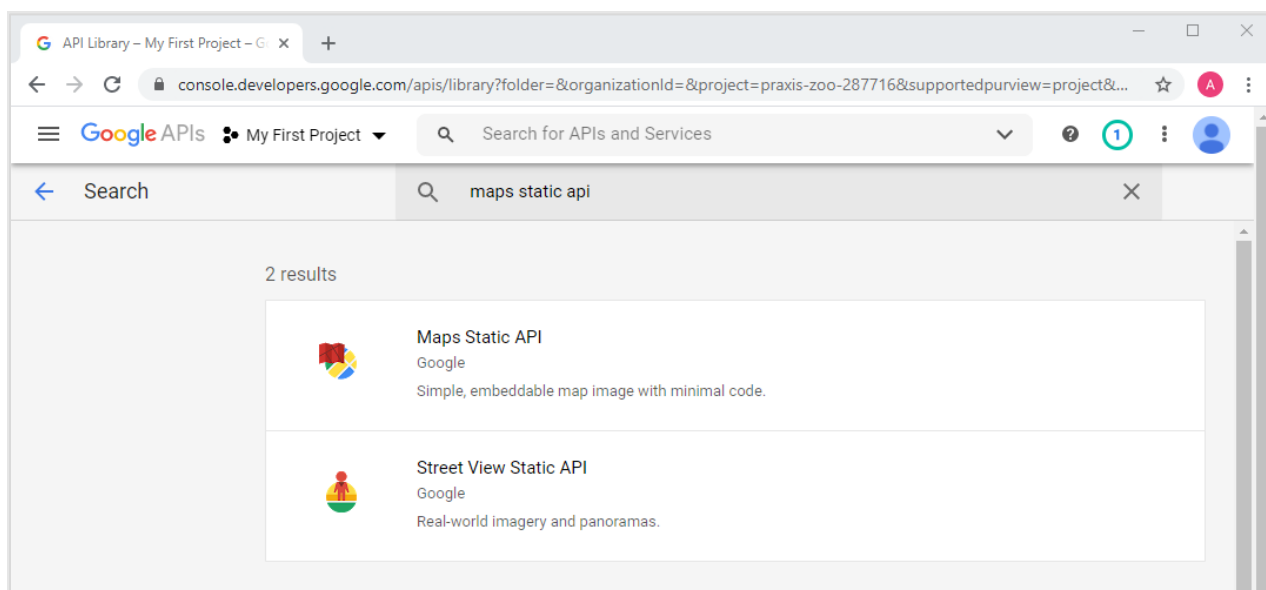 API Library – My First Project – G
console.developers.google.com/apis/library?folder=&organizationId=&project=praxis-zoo-287716&supportedpurview=project&... A
Google APIs My First Project Search for APIs and Services 1
Search maps static api
2 results
Maps Static API
Google
Simple, embeddable map image with minimal code.
Street View Static API
Google
Real-world imagery and panoramas.